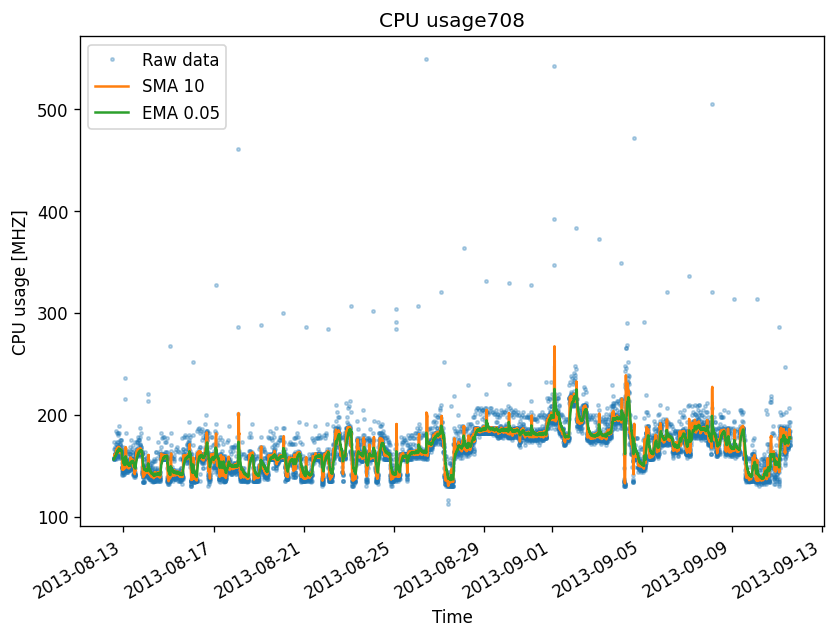 CPU usage708
Raw data
SMA 10
EMA 0.05
500
400
300
200
100
CPU usage [MHZ]
2013-08-13
2013-08-17
2013-08-21
2013-08-25
2013-08-29
2013-09-01
2013-09-05
2013-09-09
2013-09-13
Time